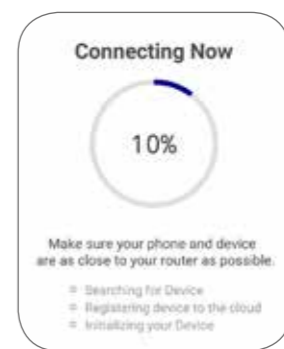 Connecting Now
10%
Make sure your phone and device
are as close to your router as possible.
Searching for Device
Registering device to the cloud
Initializing your Device